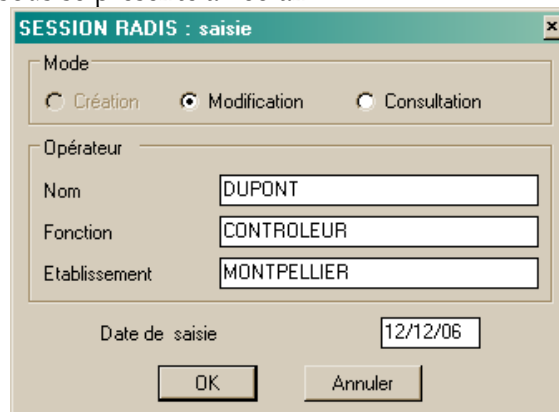 SESSION RADIS : saisie
Mode
Création Modification Consultation
Opérateur
Nom DUPONT
Fonction CONTROLEUR
Etablissement MONTPELLIER
Date de saisie 12/12/06
OK Annuler